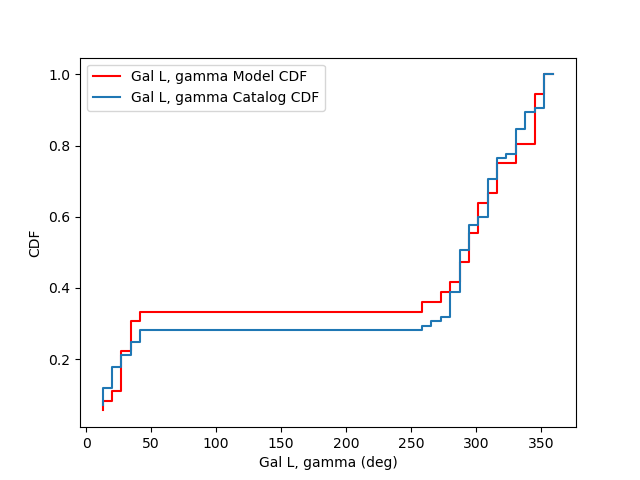 Gal L, gamma Model CDF
Gal L, gamma Catalog CDF
1.0
0.8
0.6
0.4
0.2
CDF
0 50 100 150 200 250 300 350
Gal L, gamma (deg)